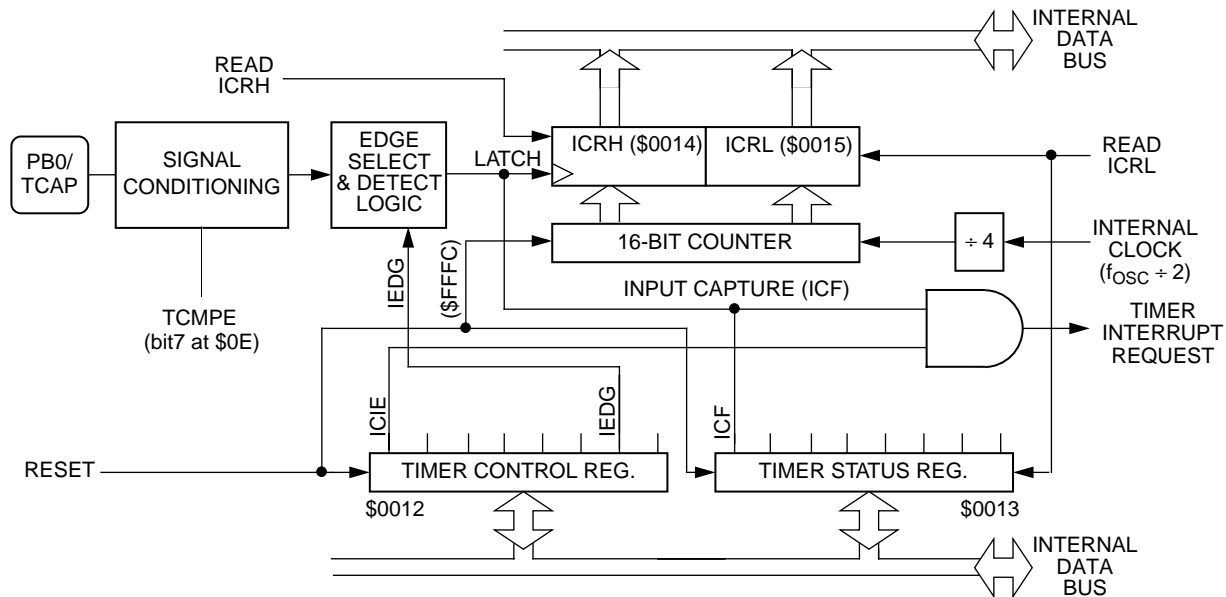 INTERNAL
DATA
BUS
READ
ICRH
PB0/
TCAP
SIGNAL
CONDITIONING
EDGE
SELECT
& DETECT
LOGIC
LATCH
ICRH ($0014)
ICRL ($0015)
READ
ICRL
16-BIT COUNTER
÷ 4
INTERNAL
CLOCK
(fOSC ÷ 2)
IEDG
($FFFC)
INPUT CAPTURE (ICF)
TCMPE
(bit7 at $0E)
TIMER
INTERRUPT
REQUEST
ICIE
IEDG
ICF
RESET
TIMER CONTROL REG.
TIMER STATUS REG.
$0012
$0013
INTERNAL
DATA
BUS